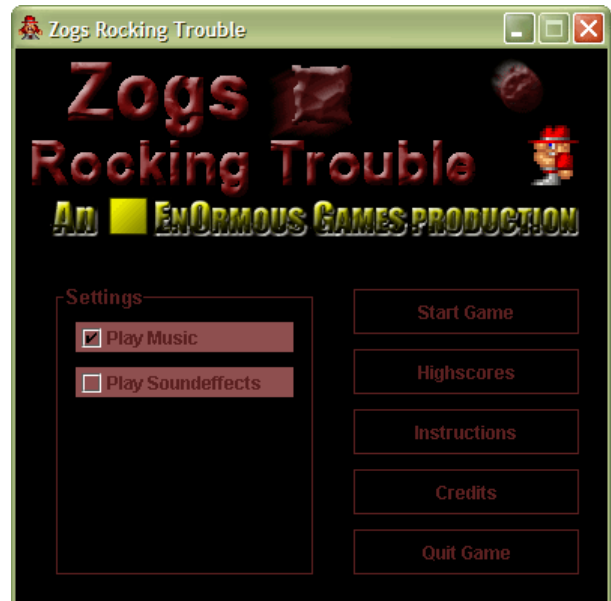 Zogs Rocking Trouble
Zogs
Rocking Trouble
An EnOrmous Games production
Settings
Play Music
Play Soundeffects
Start Game
Highscores
Instructions
Credits
Quit Game